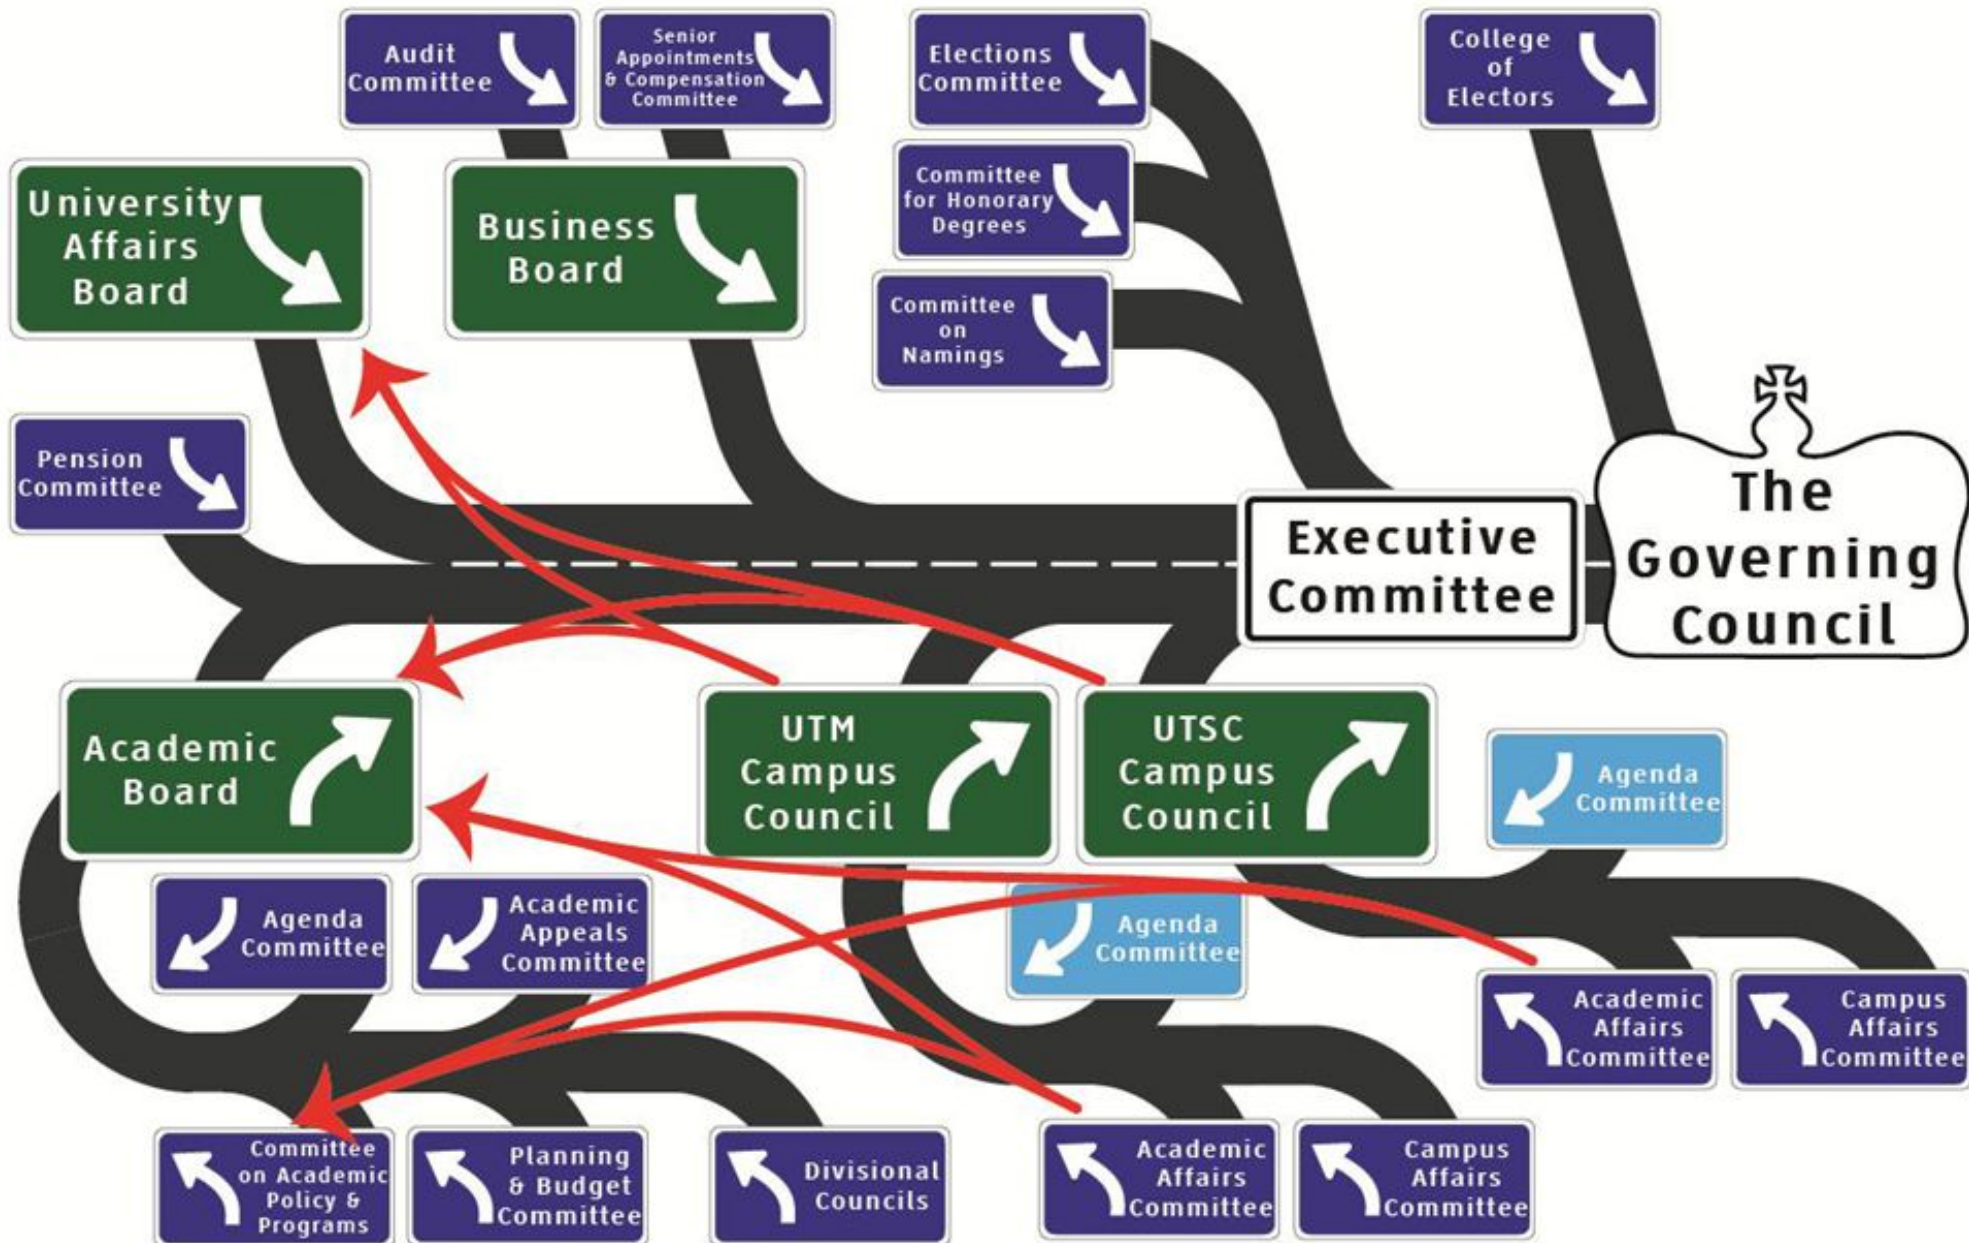 Audit
Committee
Senior
Appointments
& Compensation
Committee
Elections
Committee
College
of
Electors
University
Affairs
Board
Business
Board
Committee
for Honorary
Degrees
Committee
on
Namings
Pension
Committee
Executive
Committee
The
Governing
Council
Academic
Board
UTM
Campus
Council
UTSC
Campus
Council
Agenda
Committee
Agenda
Committee
Academic
Appeals
Committee
Agenda
Committee
Academic
Affairs
Committee
Campus
Affairs
Committee
Committee
on Academic
Policy &
Programs
Planning
& Budget
Committee
Divisional
Councils
Academic
Affairs
Committee
Campus
Affairs
Committee